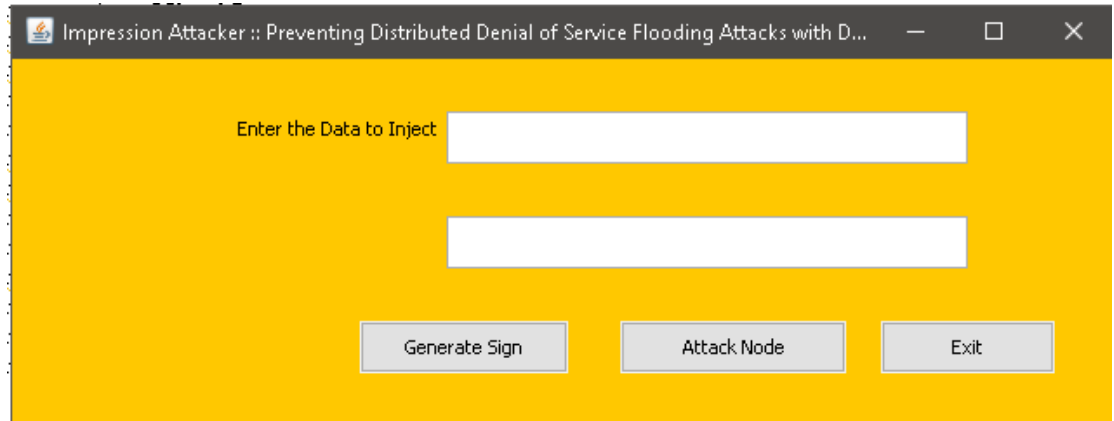 Impression Attacker :: Preventing Distributed Denial of Service Flooding Attacks with D...
Enter the Data to Inject
Generate Sign Attack Node Exit